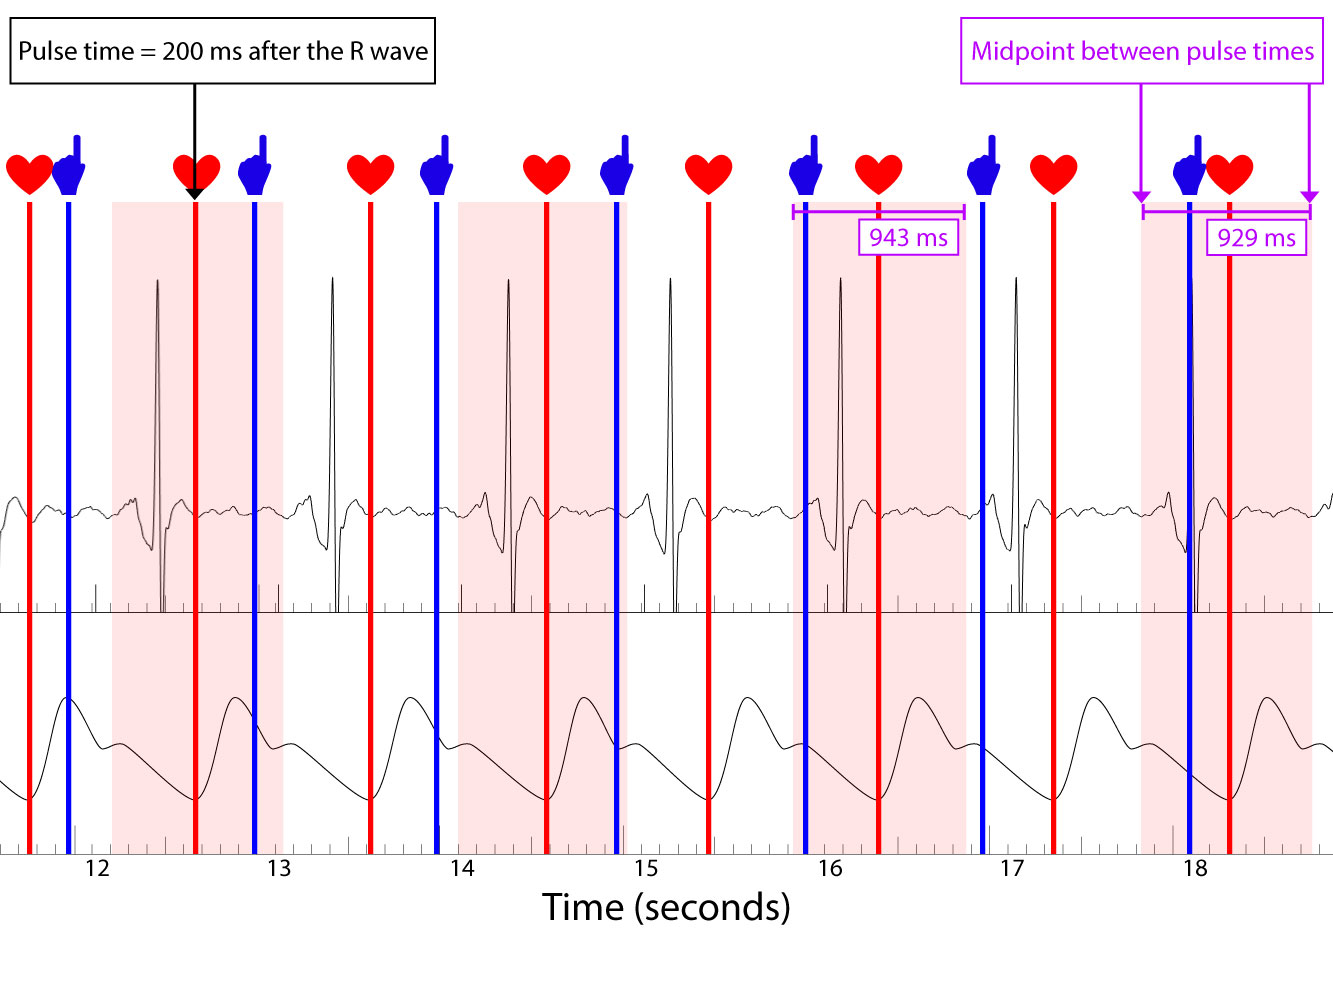 Pulse time = 200 ms after the R wave
Midpoint between pulse times
943 ms
929 ms
12 13 14 15 16 17 18
Time (seconds)